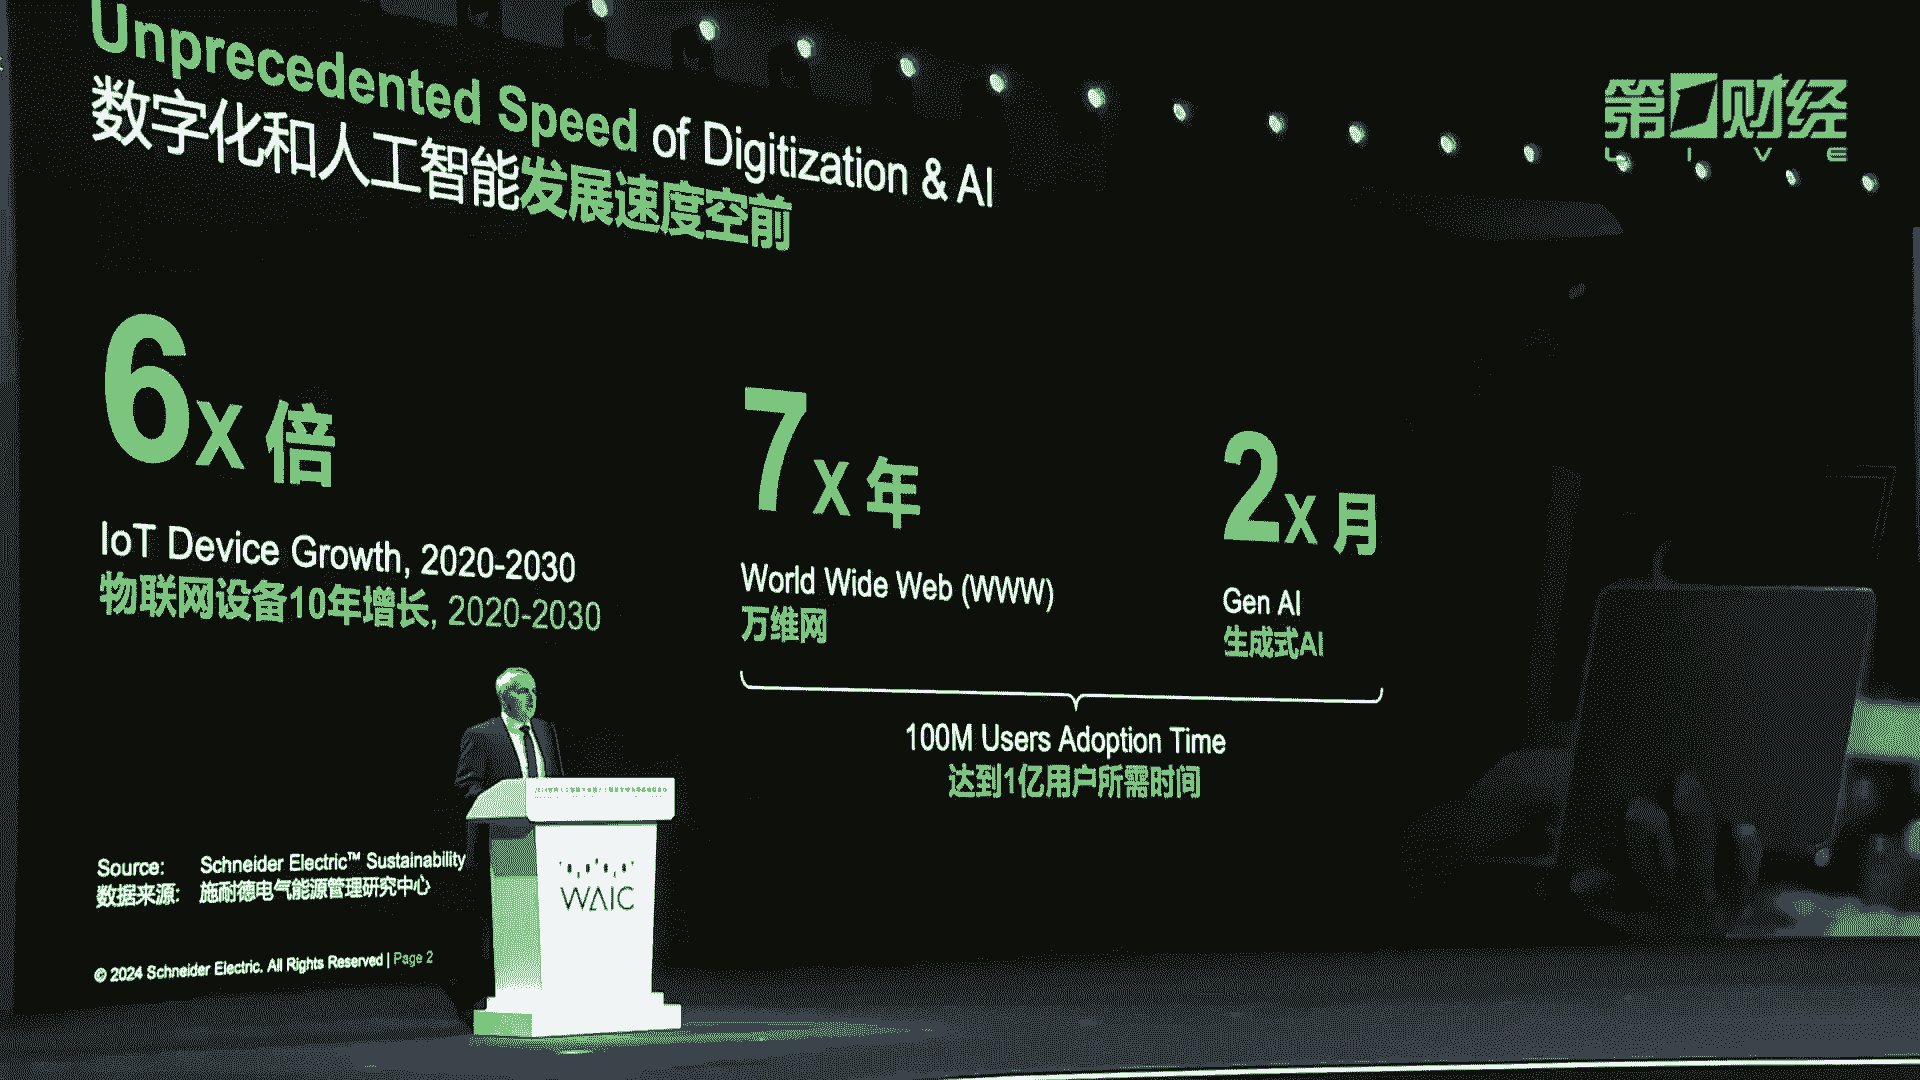 Unprecedented Speed of Digitization & AI
数字化和人工智能发展速度空前
第一财经
LIVE
6X 倍
IoT Device Growth, 2020-2030
物联网设备10年增长, 2020-2030
7X 年
World Wide Web (WWW)
万维网
2X 月
Gen AI
生成式AI
100M Users Adoption Time
达到1亿用户所需时间
Source: Schneider Electric™ Sustainability
数据来源: 施耐德电气能源管理研究中心
© 2024 Schneider Electric. All Rights Reserved | Page 2
WAIC